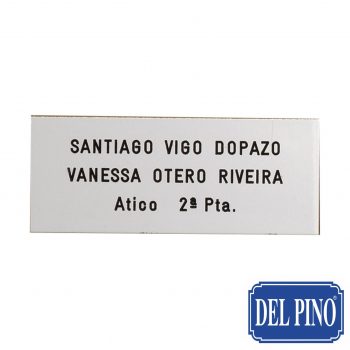 SANTIAGO VIGO DOPAZO
VANESSA OTERO RIVEIRA
Atico 2ª Pta.
DEL PINO